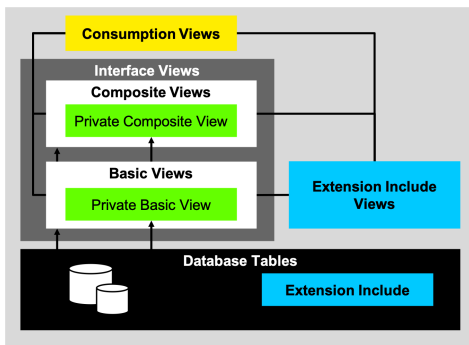 Consumption Views
Interface Views
Composite Views
Private Composite View
Basic Views
Private Basic View
Extension Include
Views
Database Tables
Extension Include